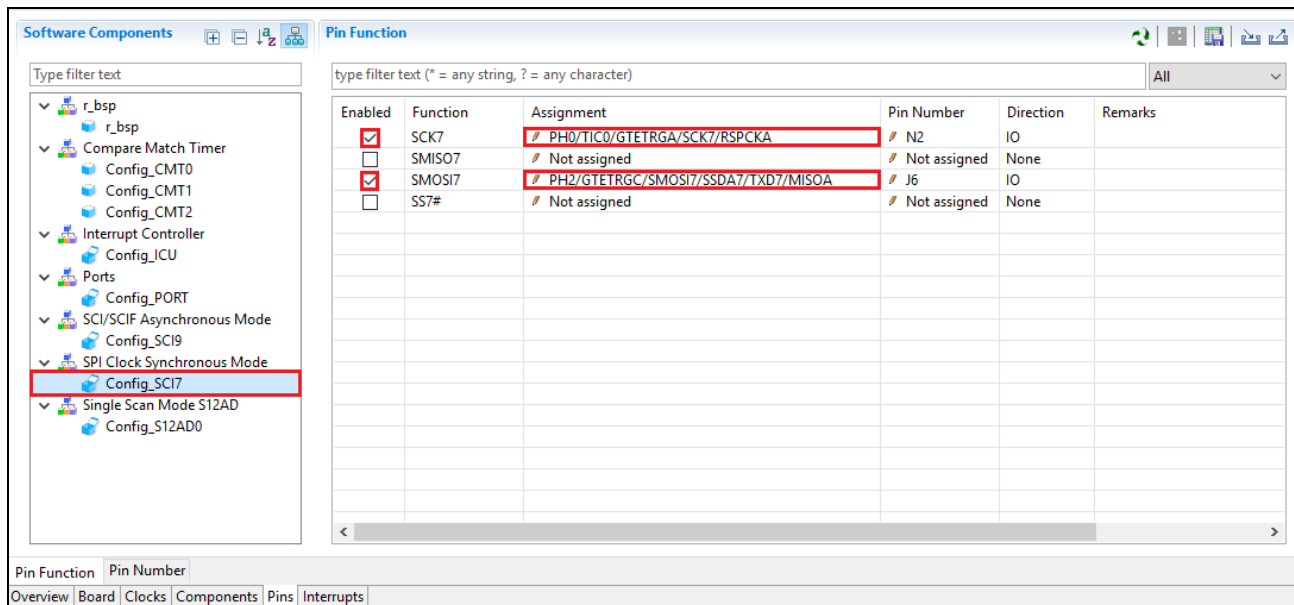 Software Components
Type filter text
r_bsp
r_bsp
Compare Match Timer
Config_CMT0
Config_CMT1
Config_CMT2
Interrupt Controller
Config_ICU
Ports
Config_PORT
SCI/SCIF Asynchronous Mode
Config_SCI9
SPI Clock Synchronous Mode
Config_SCI7
Single Scan Mode S12AD
Config_S12AD0
Pin Function
type filter text (* = any string, ? = any character)
All
Enabled Function Assignment Pin Number Direction Remarks
SCK7 PH0/TIC0/GTETRGA/SCK7/RSPCKA N2 IO
SMISO7 Not assigned Not assigned None
SMOSI7 PH2/GTETRGC/SMOSI7/SSDA7/TXD7/MISOA J6 IO
SS7# Not assigned Not assigned None
Pin Function Pin Number
Overview Board Clocks Components Pins Interrupts